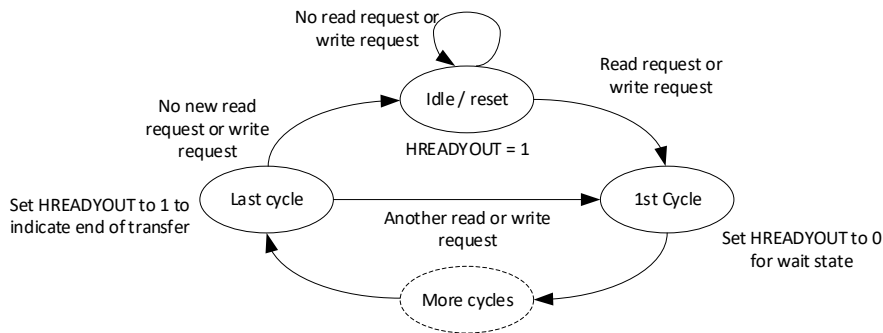 No read request or
write request
Read request or
write request
Idle / reset
No new read
request or write
request
HREADYOUT = 1
Last cycle
1st Cycle
Set HREADYOUT to 1 to
indicate end of transfer
Another read or write
request
Set HREADYOUT to 0
for wait state
More cycles